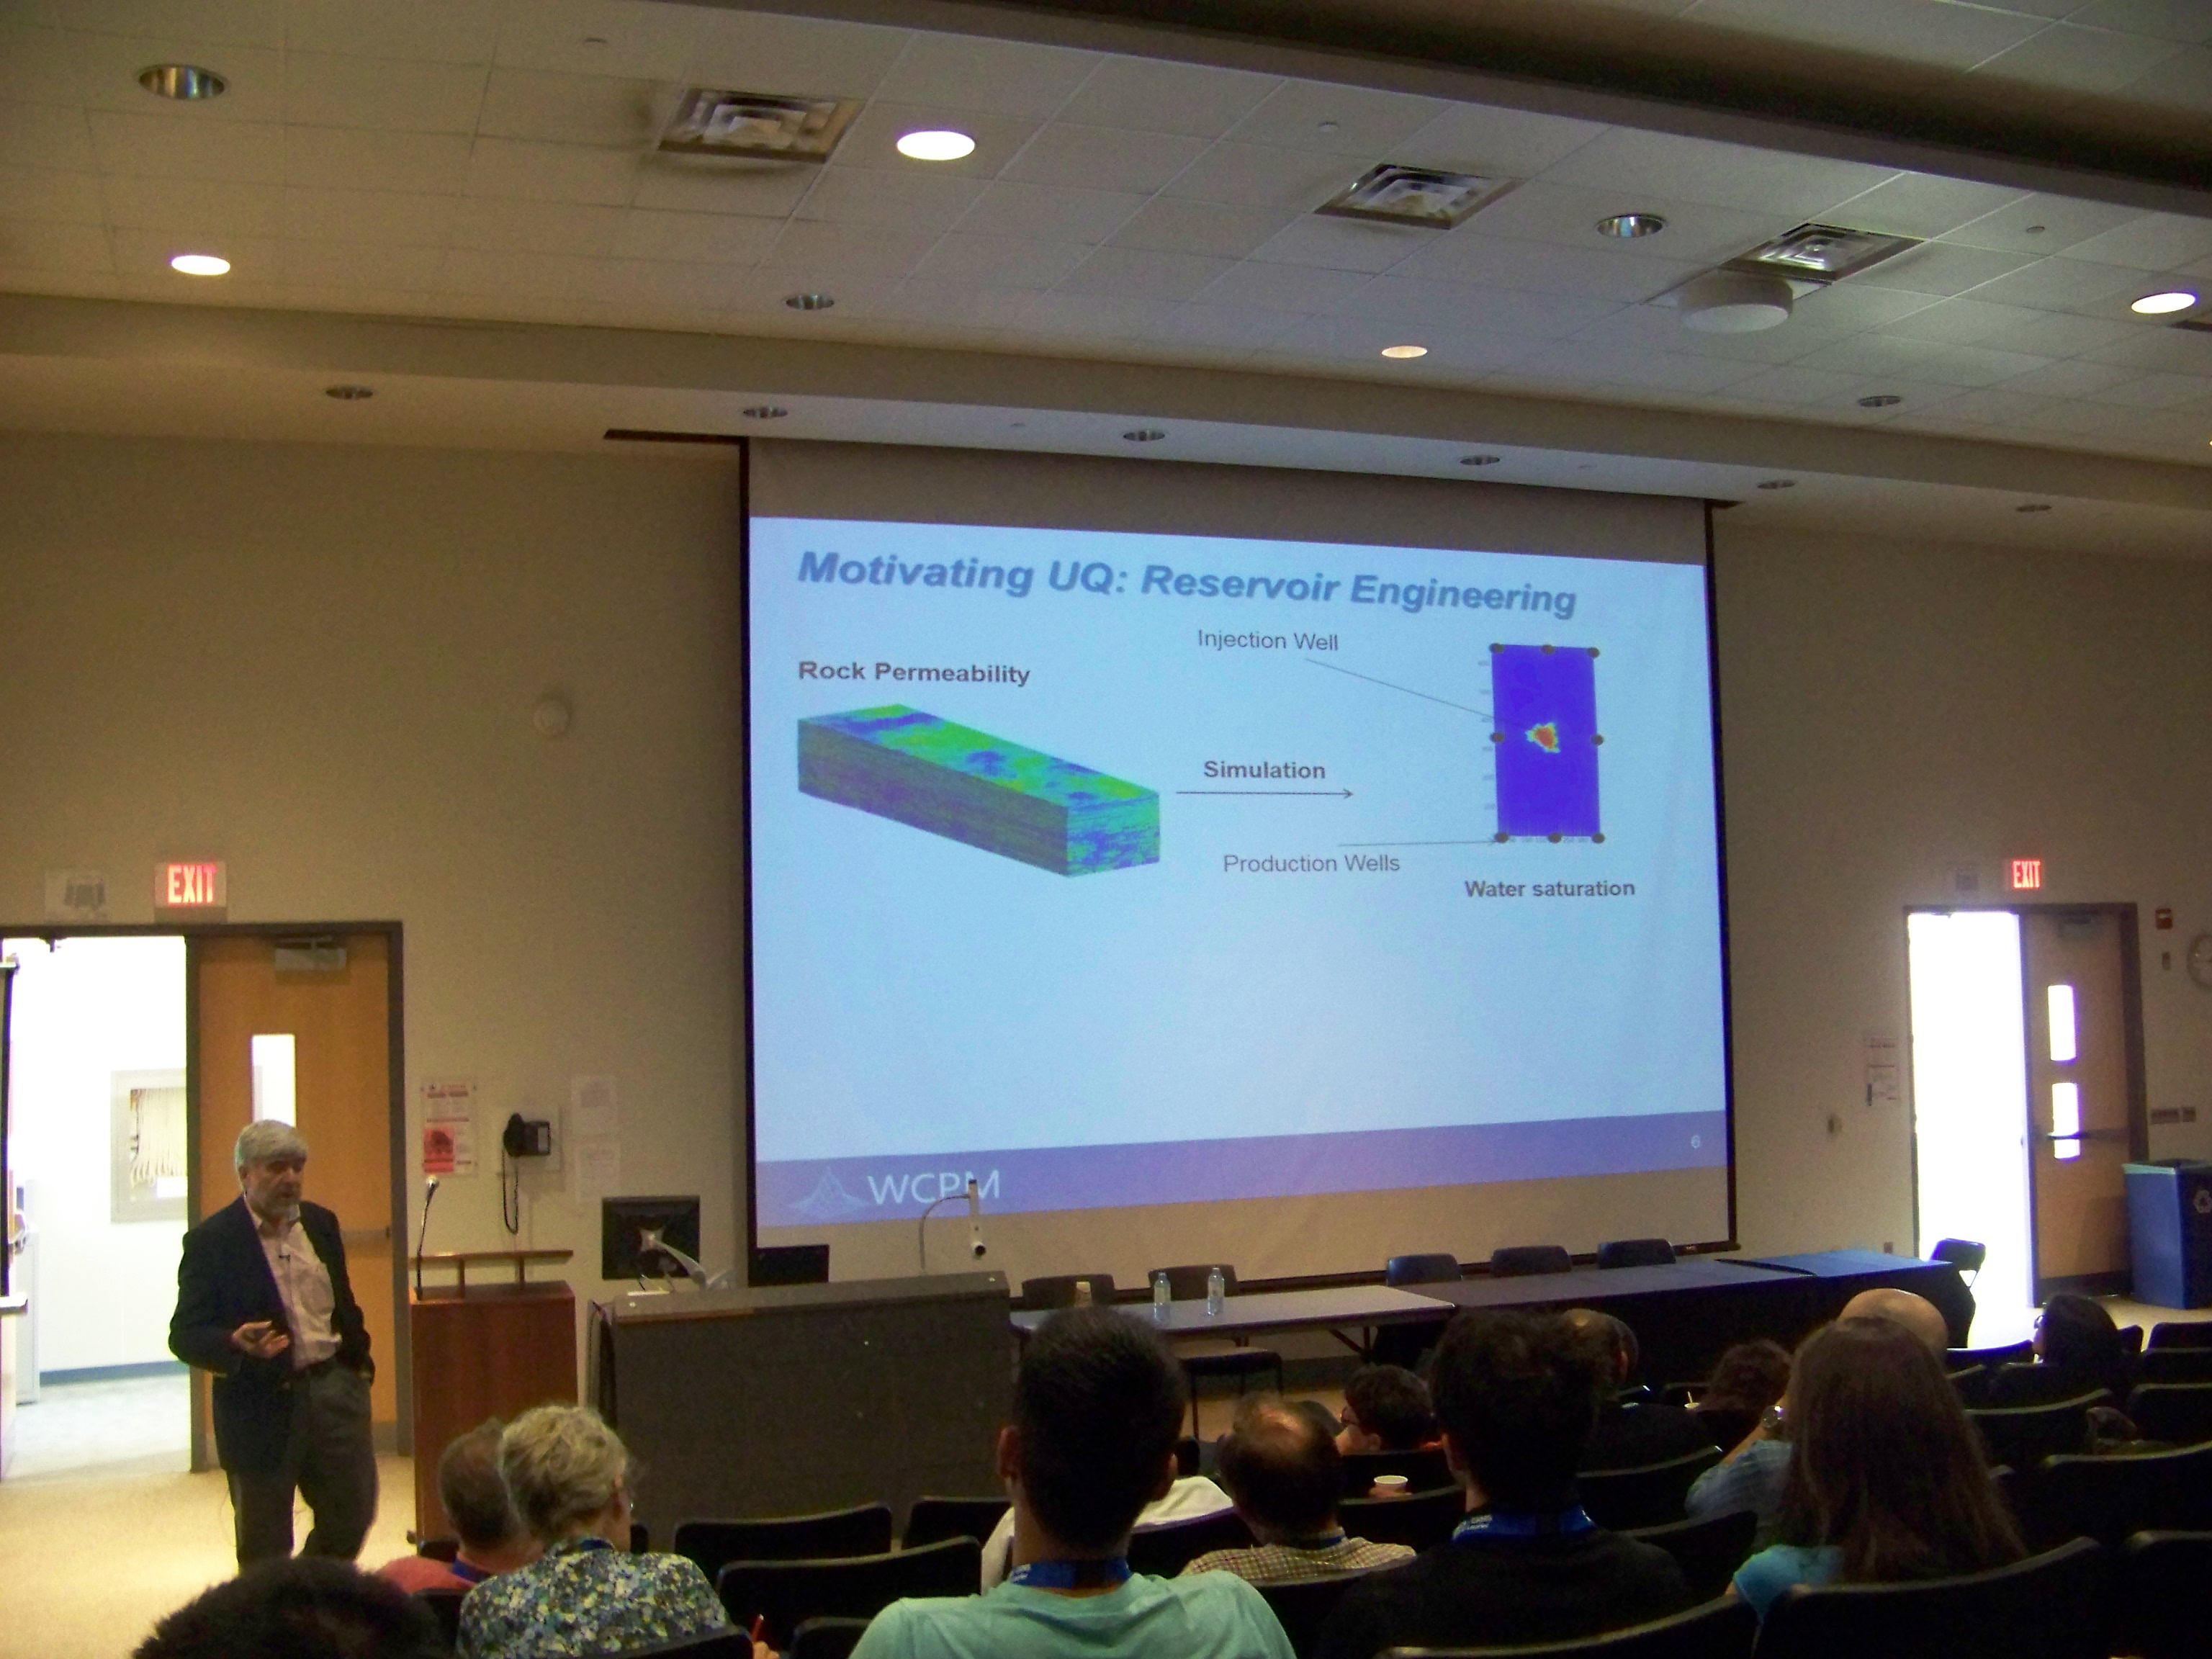 Motivating UQ: Reservoir Engineering
Injection Well
Rock Permeability
Simulation
Production Wells
Water saturation
6
WCPM
EXIT
EXIT